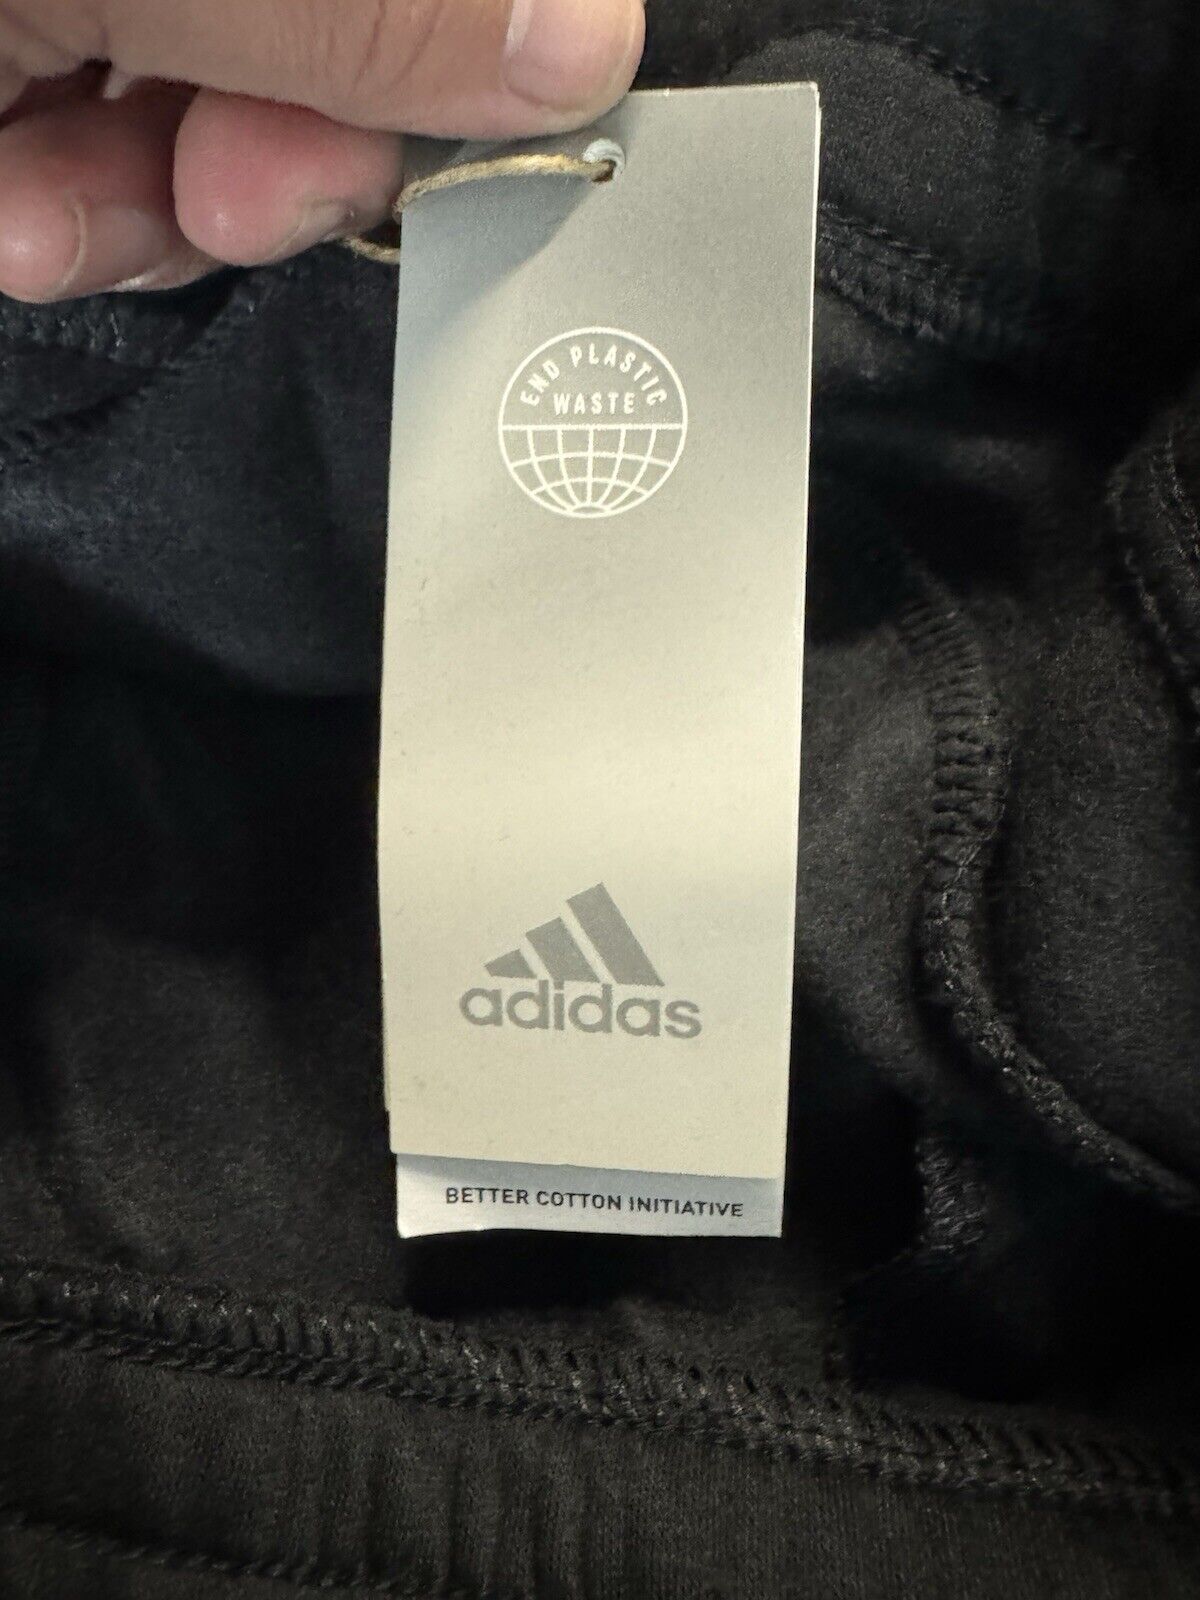 END PLASTIC
WASTE
adidas
BETTER COTTON INITIATIVE